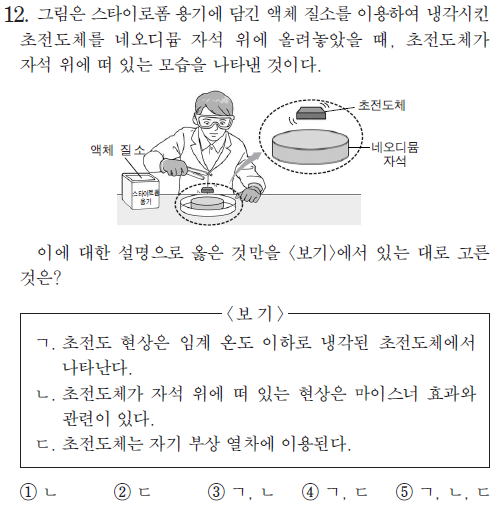 12. 그림은 스타이로폼 용기에 담긴 액체 질소를 이용하여 냉각시킨
초전도체를 네오디뮴 자석 위에 올려놓았을 때, 초전도체가
자석 위에 떠 있는 모습을 나타낸 것이다.
초전도체
액체 질소
네오디뮴
자석
스타이로폼
용기
이에 대한 설명으로 옳은 것만을 〈보기〉에서 있는 대로 고른
것은?
〈보 기〉
ㄱ. 초전도 현상은 임계 온도 이하로 냉각된 초전도체에서
나타난다.
ㄴ. 초전도체가 자석 위에 떠 있는 현상은 마이스너 효과와
관련이 있다.
ㄷ. 초전도체는 자기 부상 열차에 이용된다.
① ㄴ ② ㄷ ③ ㄱ, ㄴ ④ ㄱ, ㄷ ⑤ ㄱ, ㄴ, ㄷ